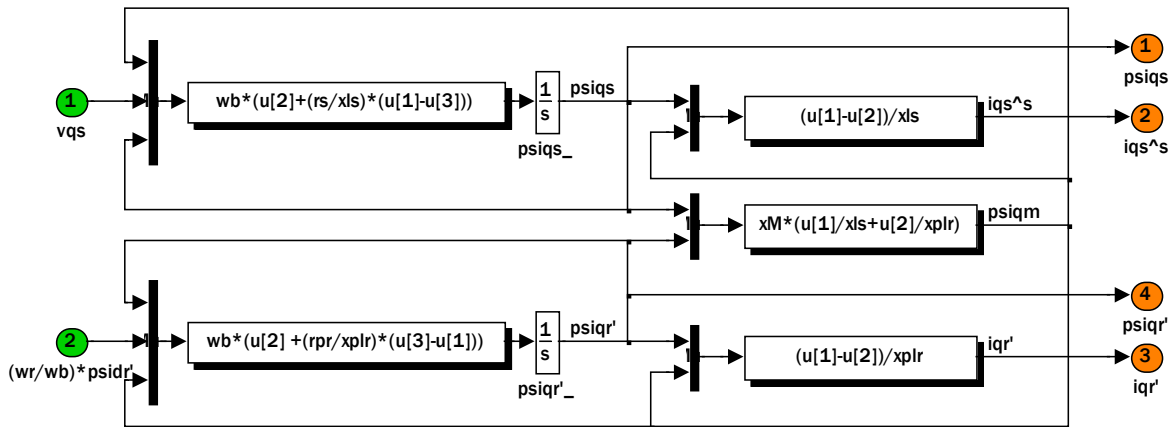 1
vqs
wb*(u[2]+(rs/xls)*(u[1]-u[3]))
1
s
psiqs_
psiqs
(u[1]-u[2])/xls
iqs^s
1
psiqs
2
iqs^s
xM*(u[1]/xls+u[2]/xplr)
psiqm
4
psiqr'
2
(wr/wb)*psidr'
wb*(u[2] +(rpr/xplr)*(u[3]-u[1]))
1
s
psiqr'_
psiqr'
(u[1]-u[2])/xplr
iqr'
3
iqr'